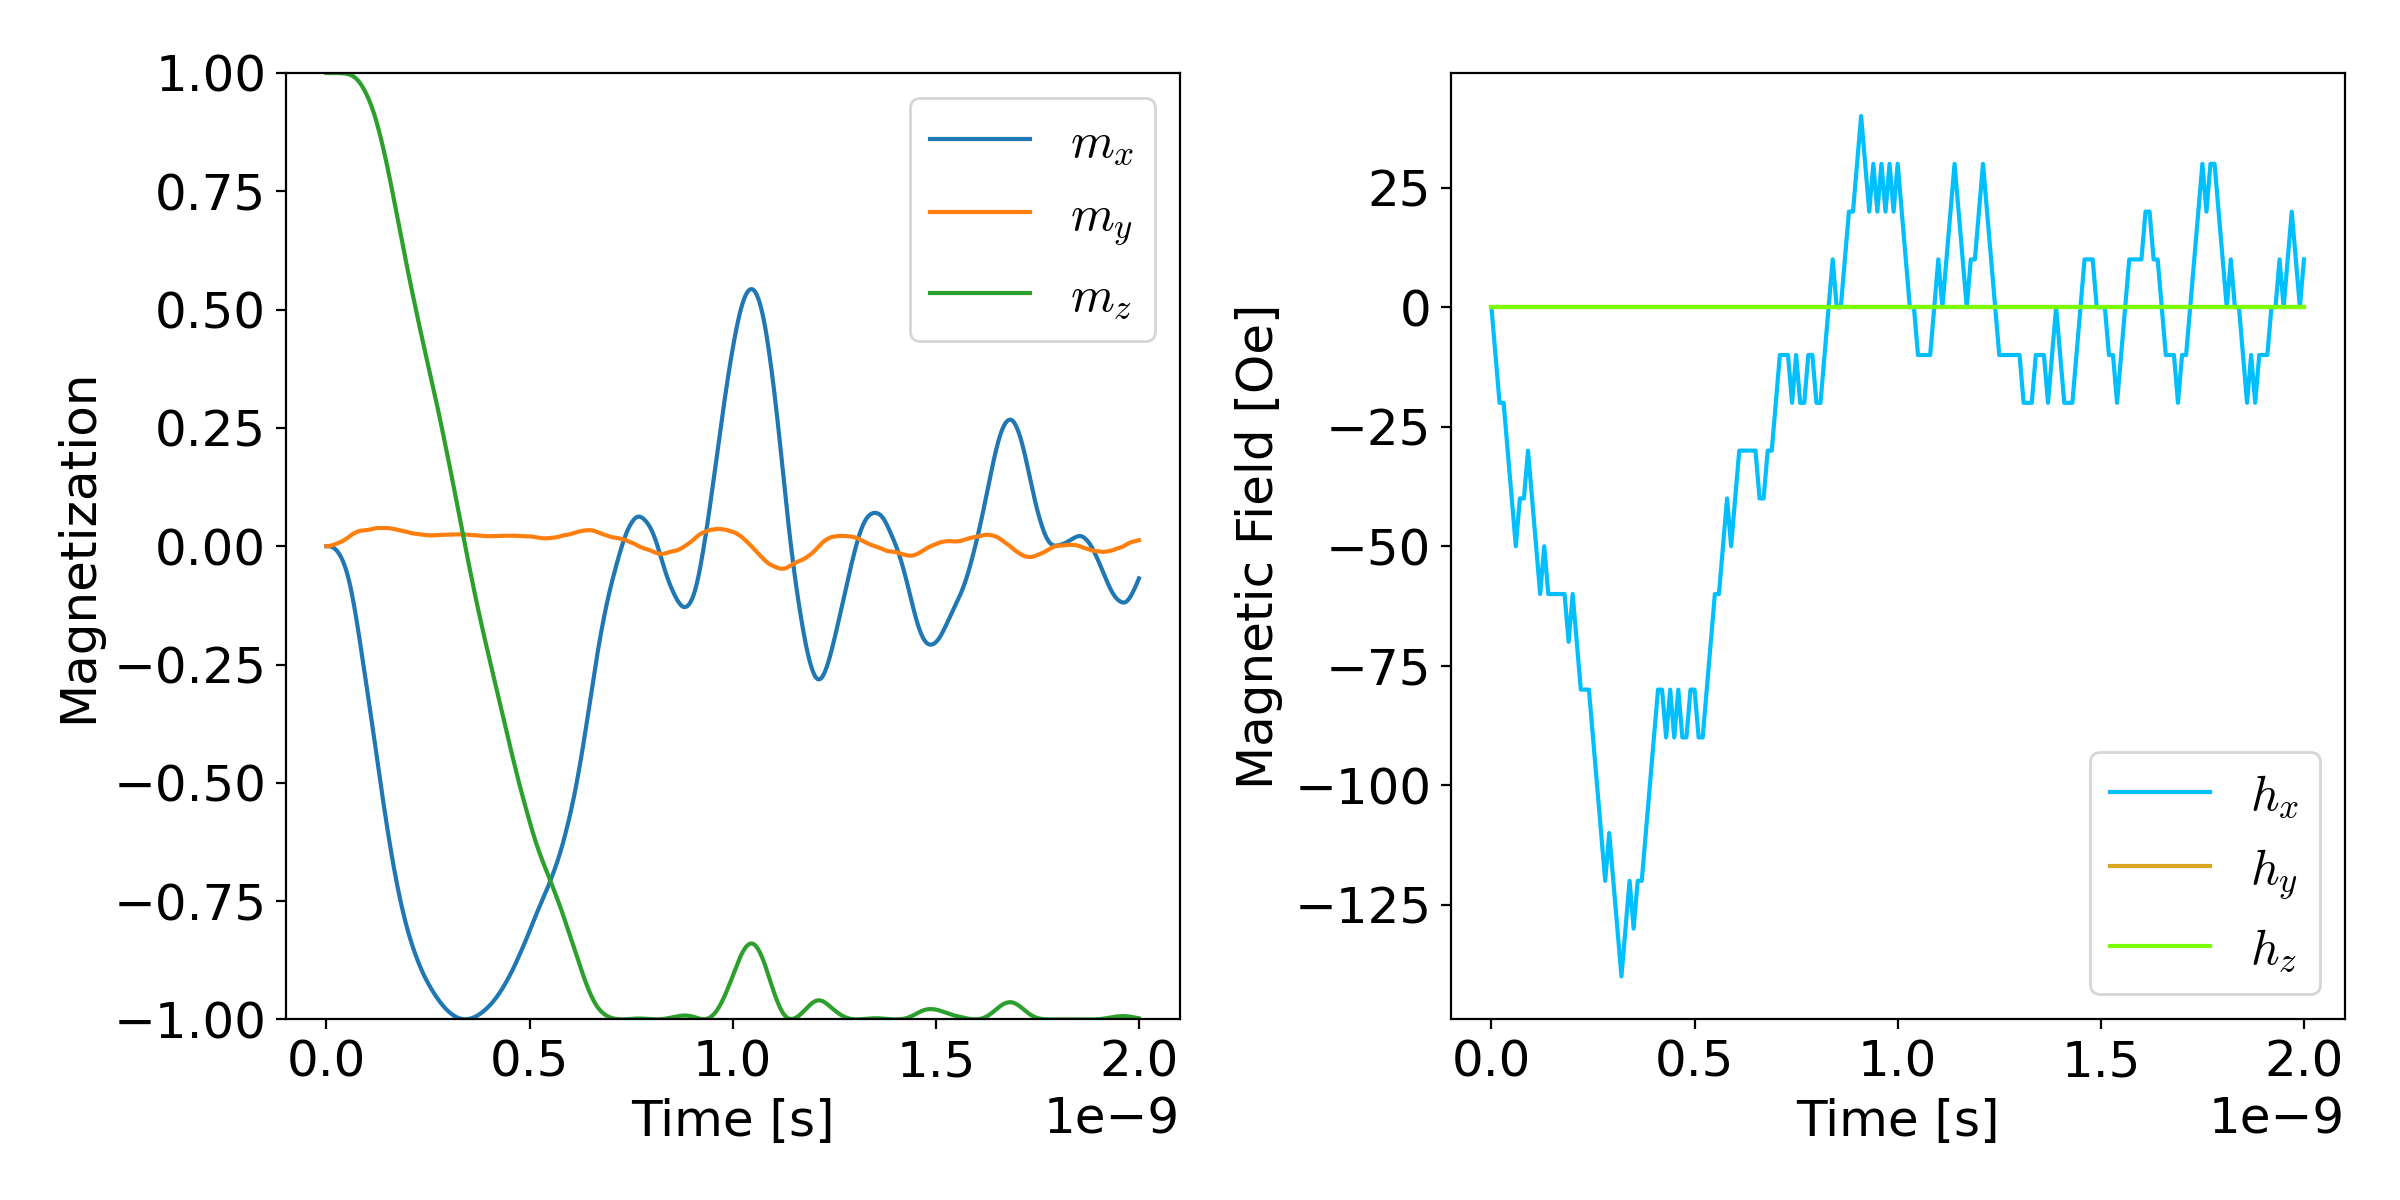 Magnetization
1.00
0.75
0.50
0.25
0.00
−0.25
−0.50
−0.75
−1.00
0.0 0.5 1.0 1.5 2.0
Time [s]
1e−9
m_x
m_y
m_z
Magnetic Field [Oe]
25
0
−25
−50
−75
−100
−125
0.0 0.5 1.0 1.5 2.0
Time [s]
1e−9
h_x
h_y
h_z